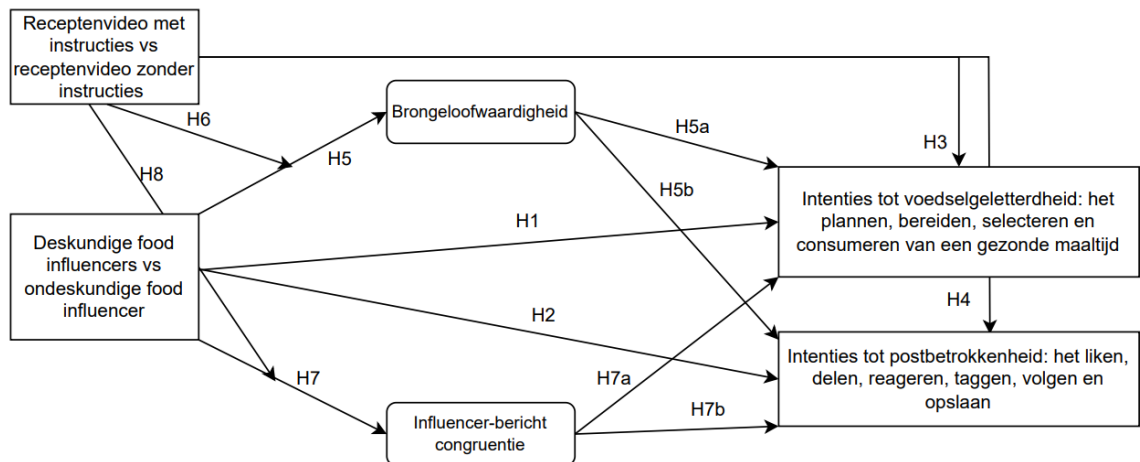 Receptenvideo met
instructies vs
receptenvideo zonder
instructies
H6
H8
H5
Brongeloofwaardigheid
H5a
H5b
H3
H1
Deskundige food
influencers vs
ondeskundige food
influencer
Intenties tot voedselgeletterdheid: het
plannen, bereiden, selecteren en
consumeren van een gezonde maaltijd
H2
H4
H7
H7a
H7b
Influencer-bericht
congruentie
Intenties tot postbetrokkenheid: het liken,
delen, reageren, taggen, volgen en
opslaan